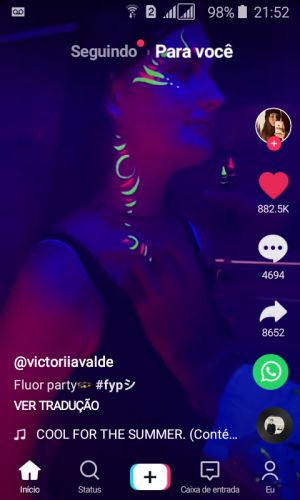 2 98% 21:52
Seguindo Para você
882.5K
4694
8652
@victoriiavalde
Fluor party #fypシ
VER TRADUÇÃO
COOL FOR THE SUMMER. (Conté...
Início Status Caixa de entrada Eu